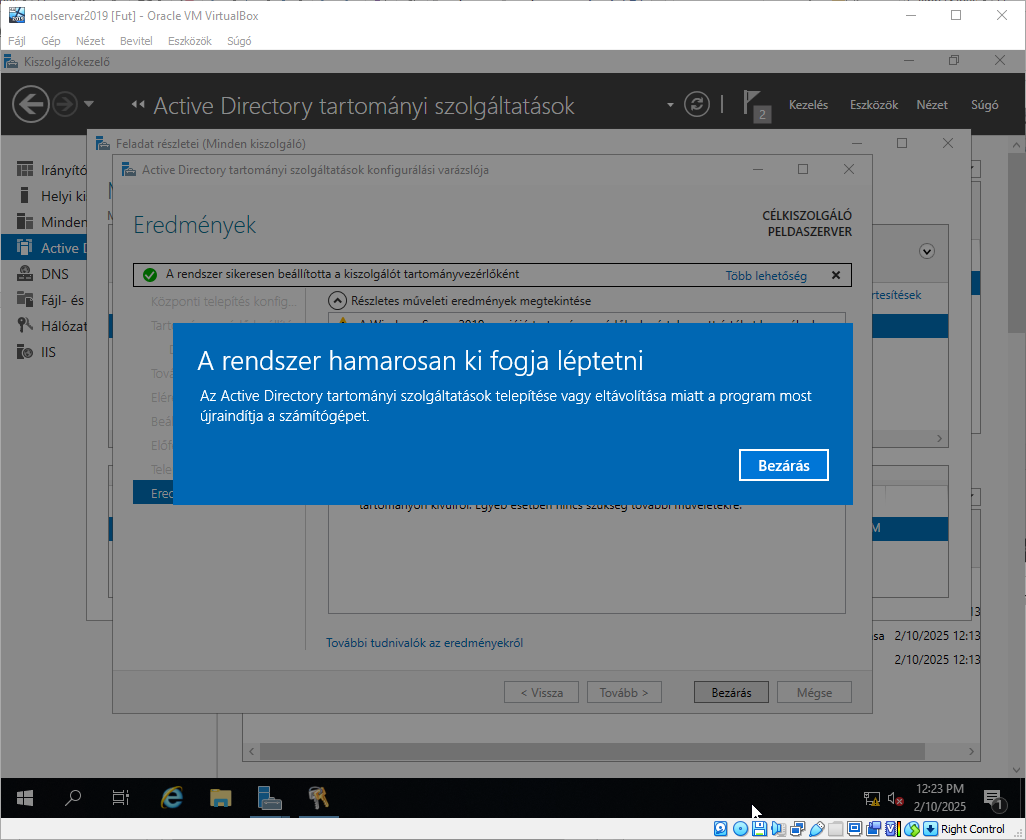 noelserver2019 [Fut] - Oracle VM VirtualBox
Fájl Gép Nézet Bevitel Eszközök Súgó
Kiszolgálókezelő
Active Directory tartományi szolgáltatások
2
Kezelés Eszközök Nézet Súgó
Feladat részletei (Minden kiszolgáló)
Active Directory tartományi szolgáltatások konfigurálási varázslója
Helyi
Minden
Active D
DNS
Fájl- és
Hálózat
IIS
Eredmények
CÉLKISZOLGÁLÓ
PELDASZERVER
A rendszer sikeresen beállította a kiszolgálót tartományvezérlőként
Több lehetőség
Központi telepítés konfig...
Részletes műveleti eredmények megtekintése
A rendszer hamarosan ki fogja léptetni
Az Active Directory tartományi szolgáltatások telepítése vagy eltávolítása miatt a program most
újraindítja a számítógépet.
Bezárás
tartományon kívülről. Egyéb esetben nincs szükség további műveletekre.
További tudnivalók az eredményekről
2/10/2025 12:13
2/10/2025 12:13
< Vissza Tovább > Bezárás Mégse
12:23 PM
2/10/2025
1
Right Control